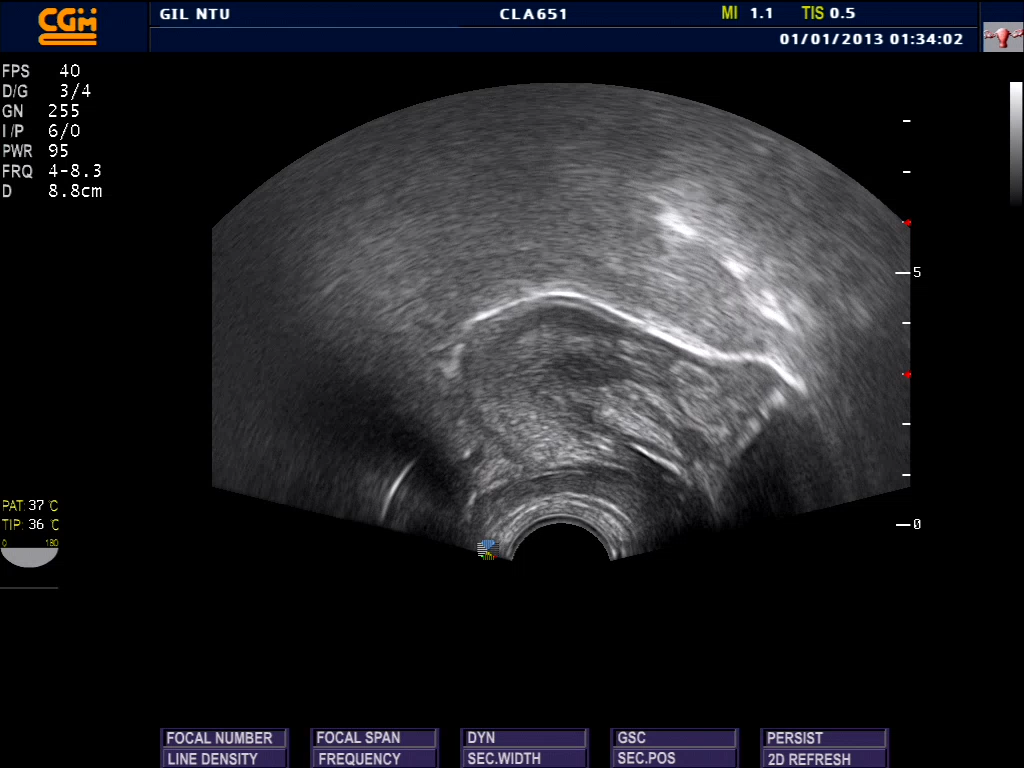 CGM
GIL NTU
CLA651
MI 1.1 TIS 0.5
01/01/2013 01:34:02
FPS 40
D/G 3/4
GN 255
I/P 6/0
PWR 95
FRQ 4-8.3
D 8.8cm
5
PAT: 37 °C
TIP: 36 °C
0 180
0
FOCAL NUMBER
LINE DENSITY
FOCAL SPAN
FREQUENCY
DYN
SEC.WIDTH
GSC
SEC.POS
PERSIST
2D REFRESH